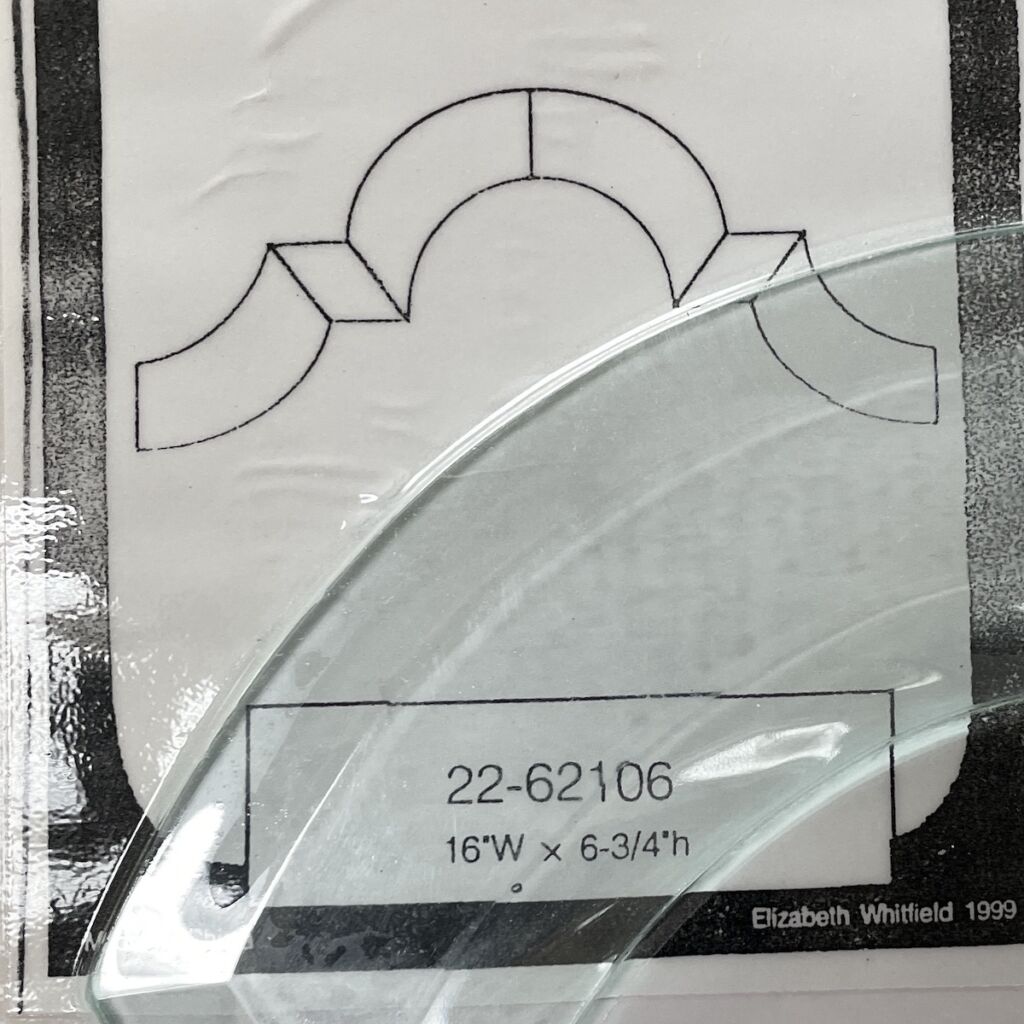 22-62106
16"W x 6-3/4"h
Elizabeth Whitfield 1999